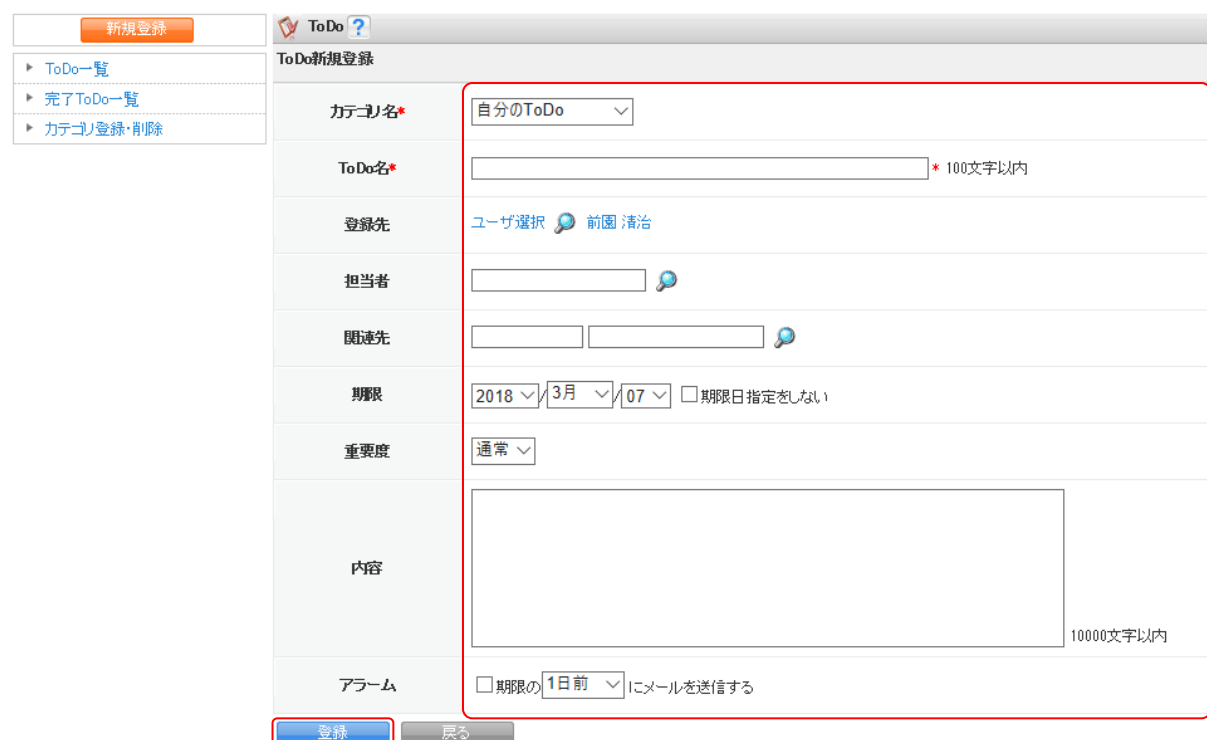 新規登録
ToDo一覧
完了ToDo一覧
カテゴリ登録・削除
ToDo ?
ToDo新規登録
カテゴリ名* 自分のToDo
ToDo名* * 100文字以内
登録先 ユーザ選択 前園 清治
担当者
関連先
期限 2018 / 3月 / 07 期限日指定をしない
重要度 通常
内容 10000文字以内
アラーム 期限の 1日前 にメールを送信する
登録 戻る